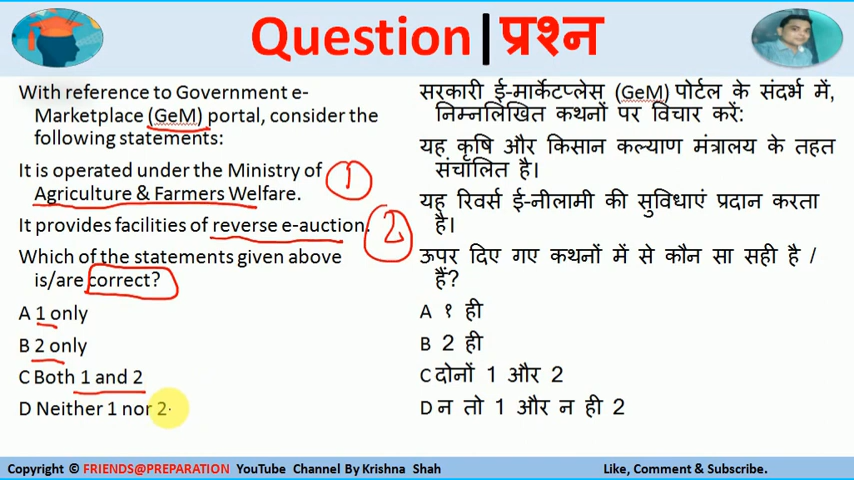 Question|प्रश्न
With reference to Government e-
Marketplace (GeM) portal, consider the
following statements:
It is operated under the Ministry of
Agriculture & Farmers Welfare.
1
It provides facilities of reverse e-auction.
2
Which of the statements given above
is/are correct?
A 1 only
B 2 only
C Both 1 and 2
D Neither 1 nor 2
सरकारी ई-मार्केटप्लेस (GeM) पोर्टल के संदर्भ में,
निम्नलिखित कथनों पर विचार करें:
यह कृषि और किसान कल्याण मंत्रालय के तहत
संचालित है।
यह रिवर्स ई-नीलामी की सुविधाएं प्रदान करता
है।
ऊपर दिए गए कथनों में से कौन सा सही है /
हैं?
A १ ही
B 2 ही
C दोनों 1 और 2
D न तो 1 और न ही 2
Copyright © FRIENDS@PREPARATION YouTube Channel By Krishna Shah
Like, Comment & Subscribe.